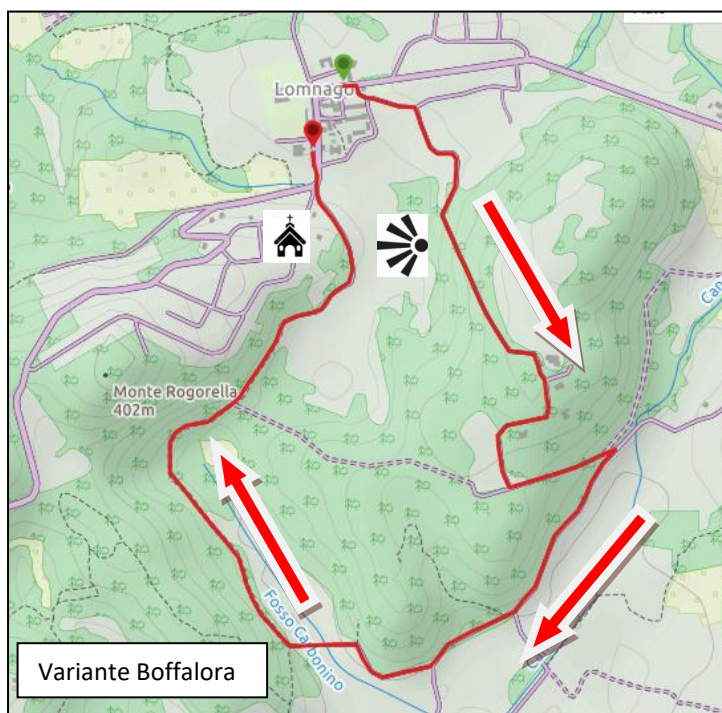 Lomnago
Monte Rogorella
402m
Fosso Carbonino
Variante Boffalora